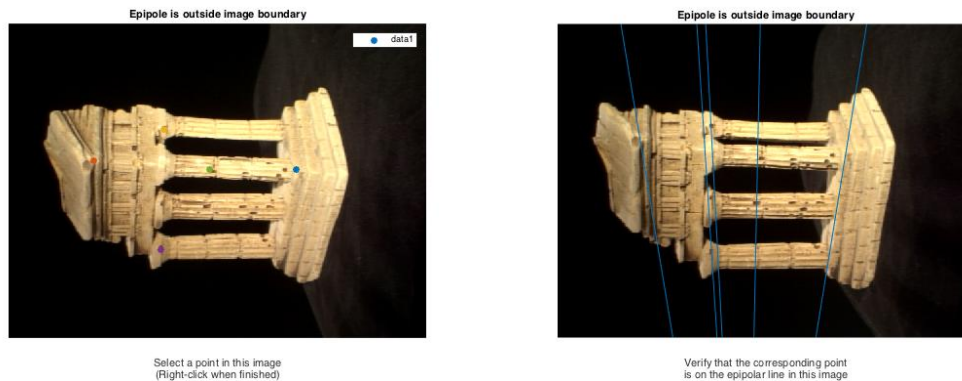 Epipole is outside image boundary
data1
Select a point in this image
(Right-click when finished)
Epipole is outside image boundary
Verify that the corresponding point
is on the epipolar line in this image